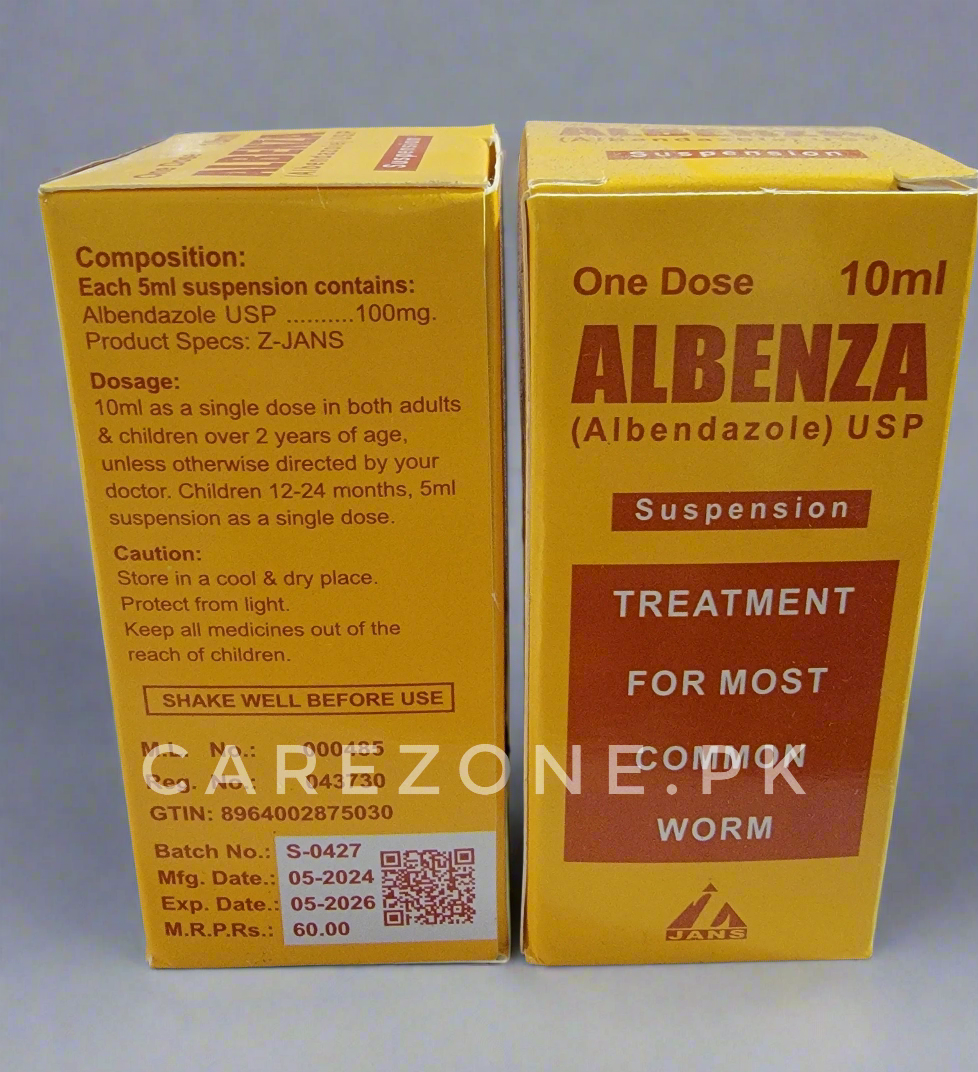 One Dose
ALBENZA
Suspension
Composition:
Each 5ml suspension contains:
Albendazole USP ..........100mg.
Product Specs: Z-JANS
Dosage:
10ml as a single dose in both adults
& children over 2 years of age,
unless otherwise directed by your
doctor. Children 12-24 months, 5ml
suspension as a single dose.
Caution:
Store in a cool & dry place.
Protect from light.
Keep all medicines out of the
reach of children.
SHAKE WELL BEFORE USE
M.L. No.: 000485
Reg. No.: 043730
GTIN: 8964002875030
Batch No.: S-0427
Mfg. Date.: 05-2024
Exp. Date.: 05-2026
M.R.P.Rs.: 60.00
Suspension
One Dose 10ml
ALBENZA
(Albendazole) USP
Suspension
TREATMENT
FOR MOST
COMMON
WORM
JANS
CAREZONE.PK